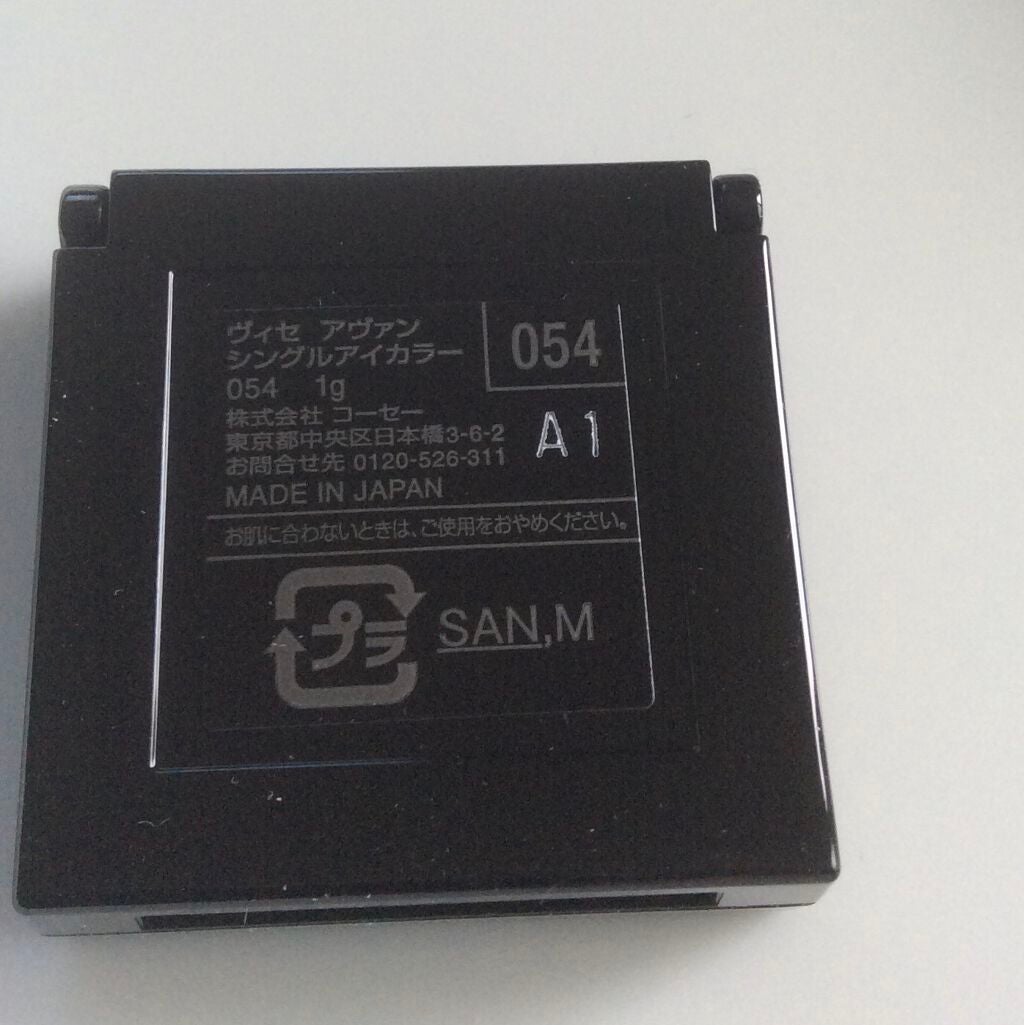 ヴィセ アヴァン
シングルアイカラー
054 1g
054
株式会社 コーセー
東京都中央区日本橋3-6-2
お問合せ先 0120-526-311
A1
MADE IN JAPAN
お肌に合わないときは、ご使用をおやめください。
プラ
SAN,M